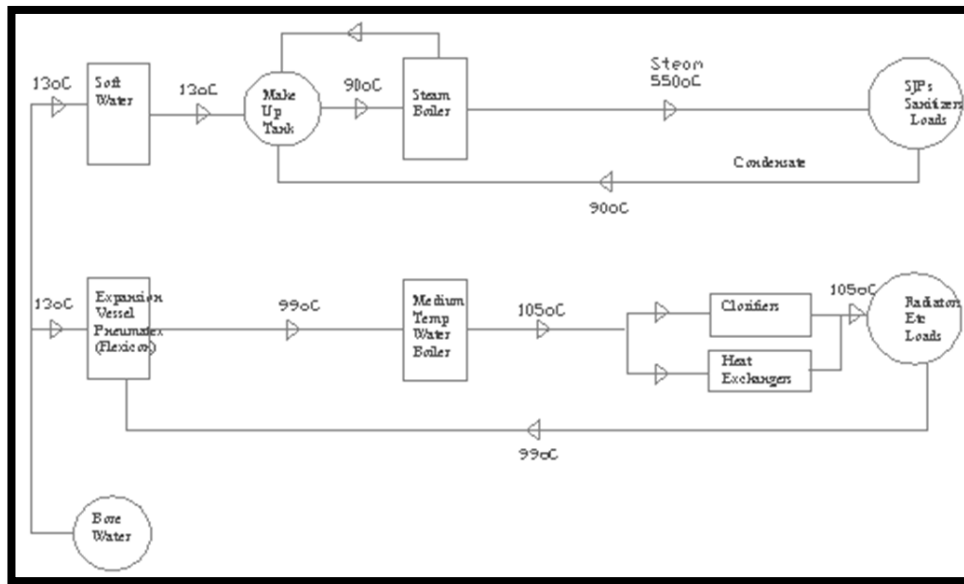 Steam
550oC
13oC
Soft
Water
13oC
Make
Up
Tank
90oC
Steam
Boiler
SJPs
Sanitizers
Loads
Condensate
90oC
13oC
Expansion
Vessel
Pneumatex
(Flexicon)
99oC
Medium
Temp
Water
Boiler
105oC
Clorifiers
Heat
Exchangers
105oC
Radiators
Etc
Loads
99oC
Bore
Water